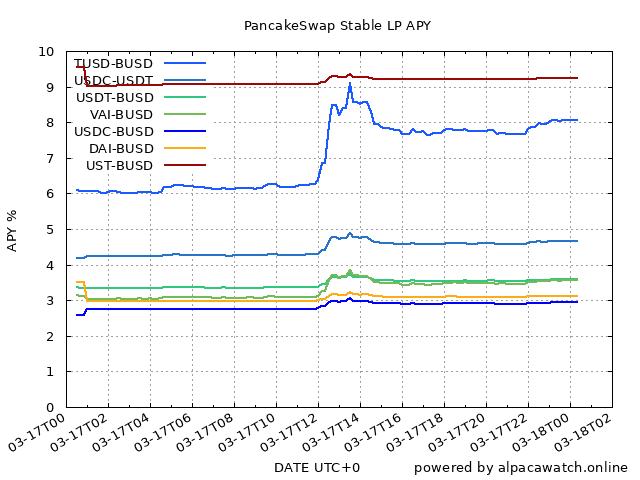 PancakeSwap Stable LP APY
10
9
8
7
6
5
4
3
2
1
0
APY %
TUSD-BUSD
USDC-USDT
USDT-BUSD
VAI-BUSD
USDC-BUSD
DAI-BUSD
UST-BUSD
03-17T00
03-17T02
03-17T04
03-17T06
03-17T08
03-17T10
03-17T12
03-17T14
03-17T16
03-17T18
03-17T20
03-17T22
03-18T00
03-18T02
DATE UTC+0
powered by alpacawatch.online